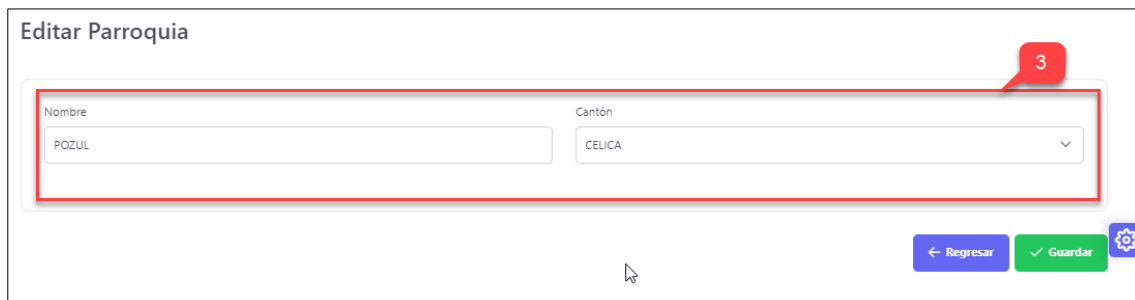 Editar Parroquia
3
Nombre
Cantón
POZUL
CELICA
Regresar
Guardar